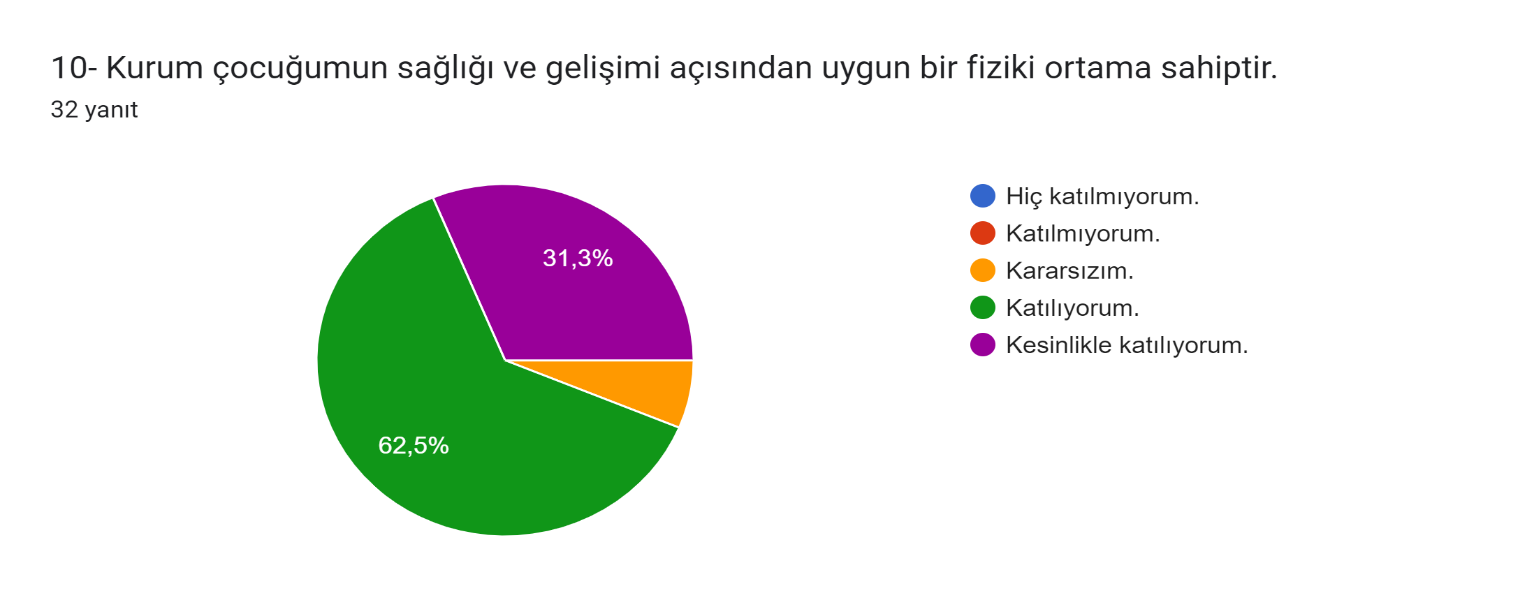 10- Kurum çocuğumun sağlığı ve gelişimi açısından uygun bir fiziki ortama sahiptir.
32 yanıt
31,3%
62,5%
Hiç katılmıyorum.
Katılmıyorum.
Kararsızım.
Katılıyorum.
Kesinlikle katılıyorum.